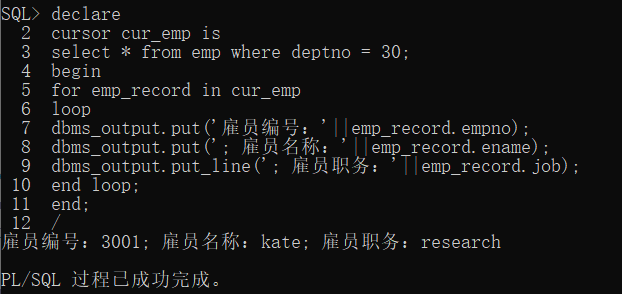 SQL> declare
2 cursor cur_emp is
3 select * from emp where deptno = 30;
4 begin
5 for emp_record in cur_emp
6 loop
7 dbms_output.put('雇员编号：'||emp_record.empno);
8 dbms_output.put('; 雇员名称：'||emp_record.ename);
9 dbms_output.put_line('; 雇员职务：'||emp_record.job);
10 end loop;
11 end;
12 /
雇员编号：3001; 雇员名称：kate; 雇员职务：research
PL/SQL 过程已成功完成。